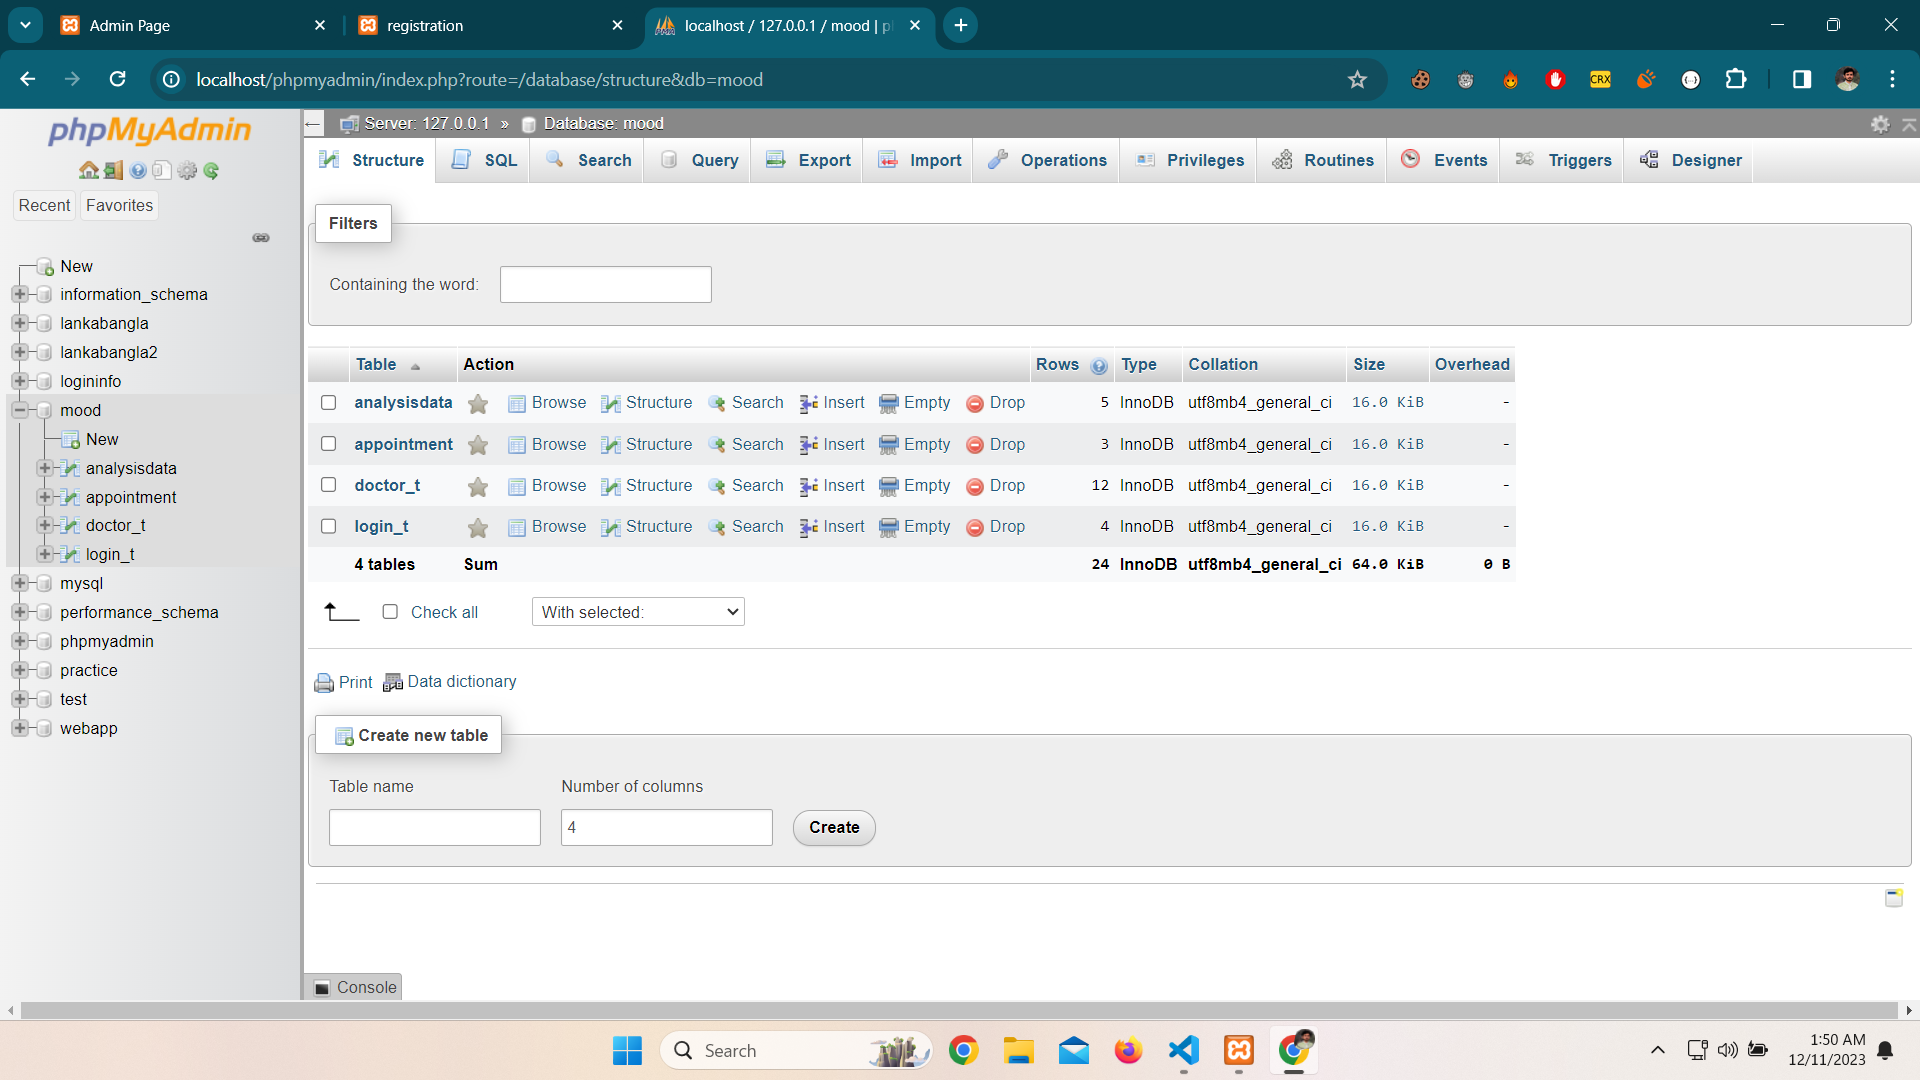 Admin Page
registration
localhost / 127.0.0.1 / mood | p
localhost/phpmyadmin/index.php?route=/database/structure&db=mood
CRX
phpMyAdmin
Recent Favorites
New
information_schema
lankabangla
lankabangla2
logininfo
mood
New
analysisdata
appointment
doctor_t
login_t
mysql
performance_schema
phpmyadmin
practice
test
webapp
Server: 127.0.0.1 » Database: mood
Structure SQL Search Query Export Import Operations Privileges Routines Events Triggers Designer
Filters
Containing the word:
Table Action Rows Type Collation Size Overhead
analysisdata Browse Structure Search Insert Empty Drop 5 InnoDB utf8mb4_general_ci 16.0 KiB -
appointment Browse Structure Search Insert Empty Drop 3 InnoDB utf8mb4_general_ci 16.0 KiB -
doctor_t Browse Structure Search Insert Empty Drop 12 InnoDB utf8mb4_general_ci 16.0 KiB -
login_t Browse Structure Search Insert Empty Drop 4 InnoDB utf8mb4_general_ci 16.0 KiB -
4 tables Sum 24 InnoDB utf8mb4_general_ci 64.0 KiB 0 B
Check all With selected:
Print Data dictionary
Create new table
Table name Number of columns
4 Create
Console
Search
1:50 AM
12/11/2023